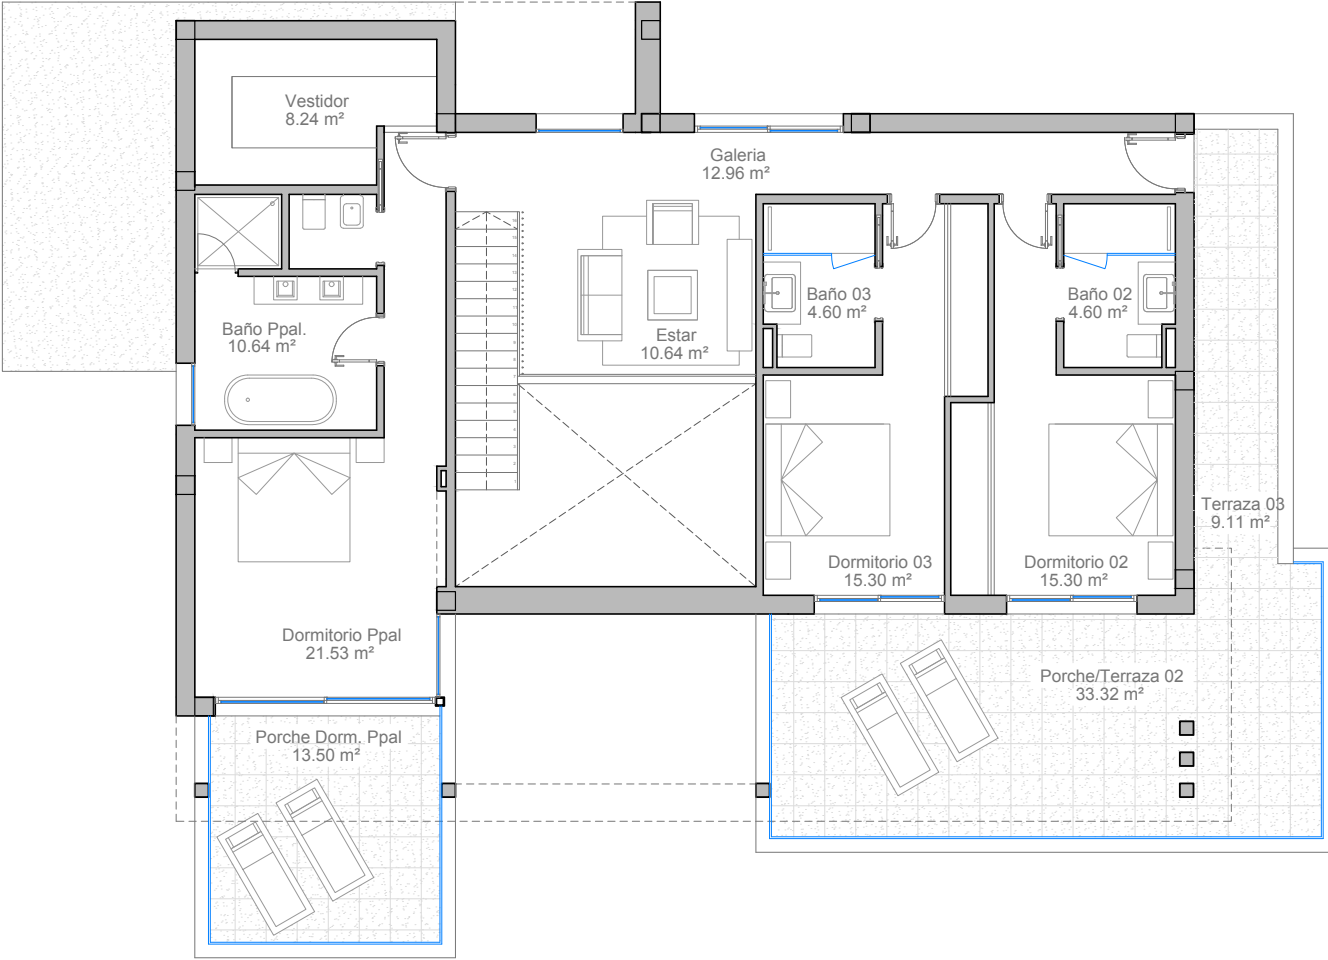 Vestidor
8.24 m²
Galeria
12.96 m²
Baño Ppal.
10.64 m²
Estar
10.64 m²
Baño 03
4.60 m²
Baño 02
4.60 m²
Terraza 03
9.11 m²
Dormitorio 03
15.30 m²
Dormitorio 02
15.30 m²
Dormitorio Ppal
21.53 m²
Porche/Terraza 02
33.32 m²
Porche Dorm. Ppal
13.50 m²